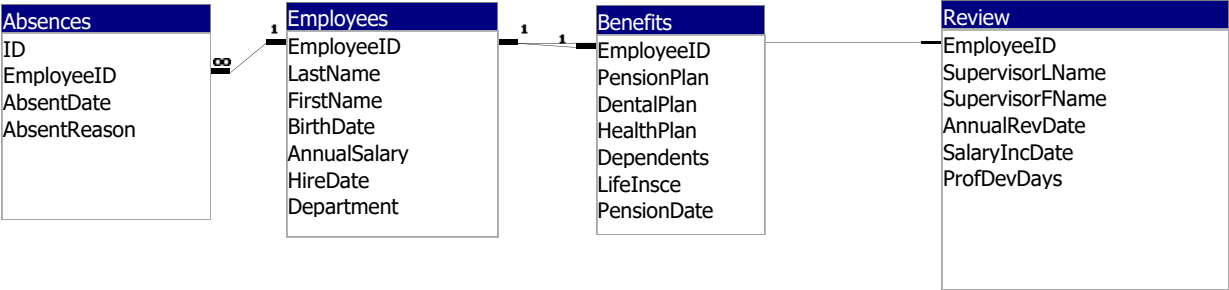 Absences
ID
EmployeeID
AbsentDate
AbsentReason
∞
1
Employees
EmployeeID
LastName
FirstName
BirthDate
AnnualSalary
HireDate
Department
1
1
Benefits
EmployeeID
PensionPlan
DentalPlan
HealthPlan
Dependents
LifeInsce
PensionDate
Review
EmployeeID
SupervisorLName
SupervisorFName
AnnualRevDate
SalaryIncDate
ProfDevDays